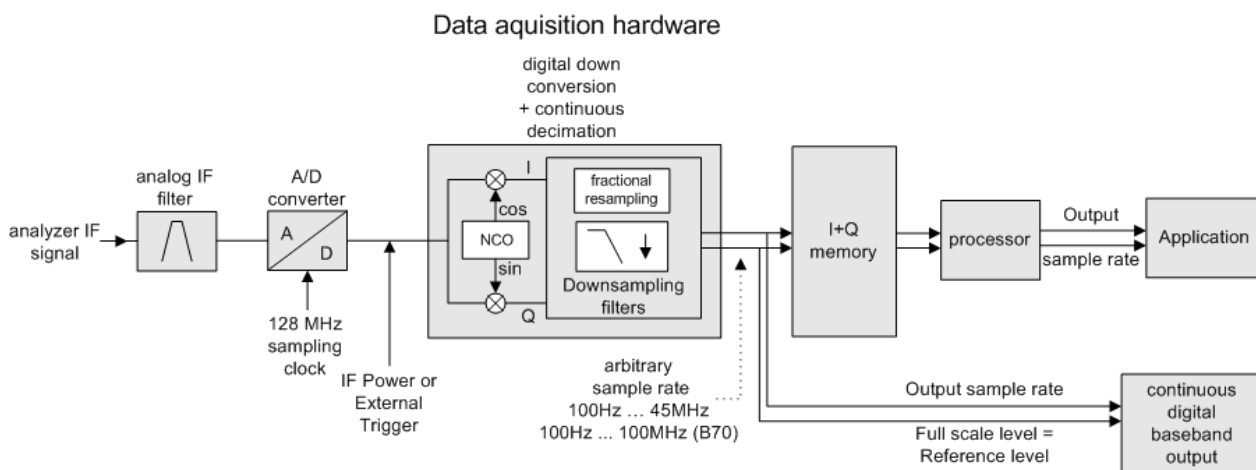 Data aquisition hardware
digital down
conversion
+ continuous
decimation
analyzer IF
signal
analog IF
filter
A/D
converter
A
D
128 MHz
sampling
clock
IF Power or
External
Trigger
I
cos
NCO
sin
Q
fractional
resampling
Downsampling
filters
arbitrary
sample rate
100Hz … 45MHz
100Hz ... 100MHz (B70)
I+Q
memory
processor
Output
sample rate
Application
Output sample rate
Full scale level =
Reference level
continuous
digital
baseband
output